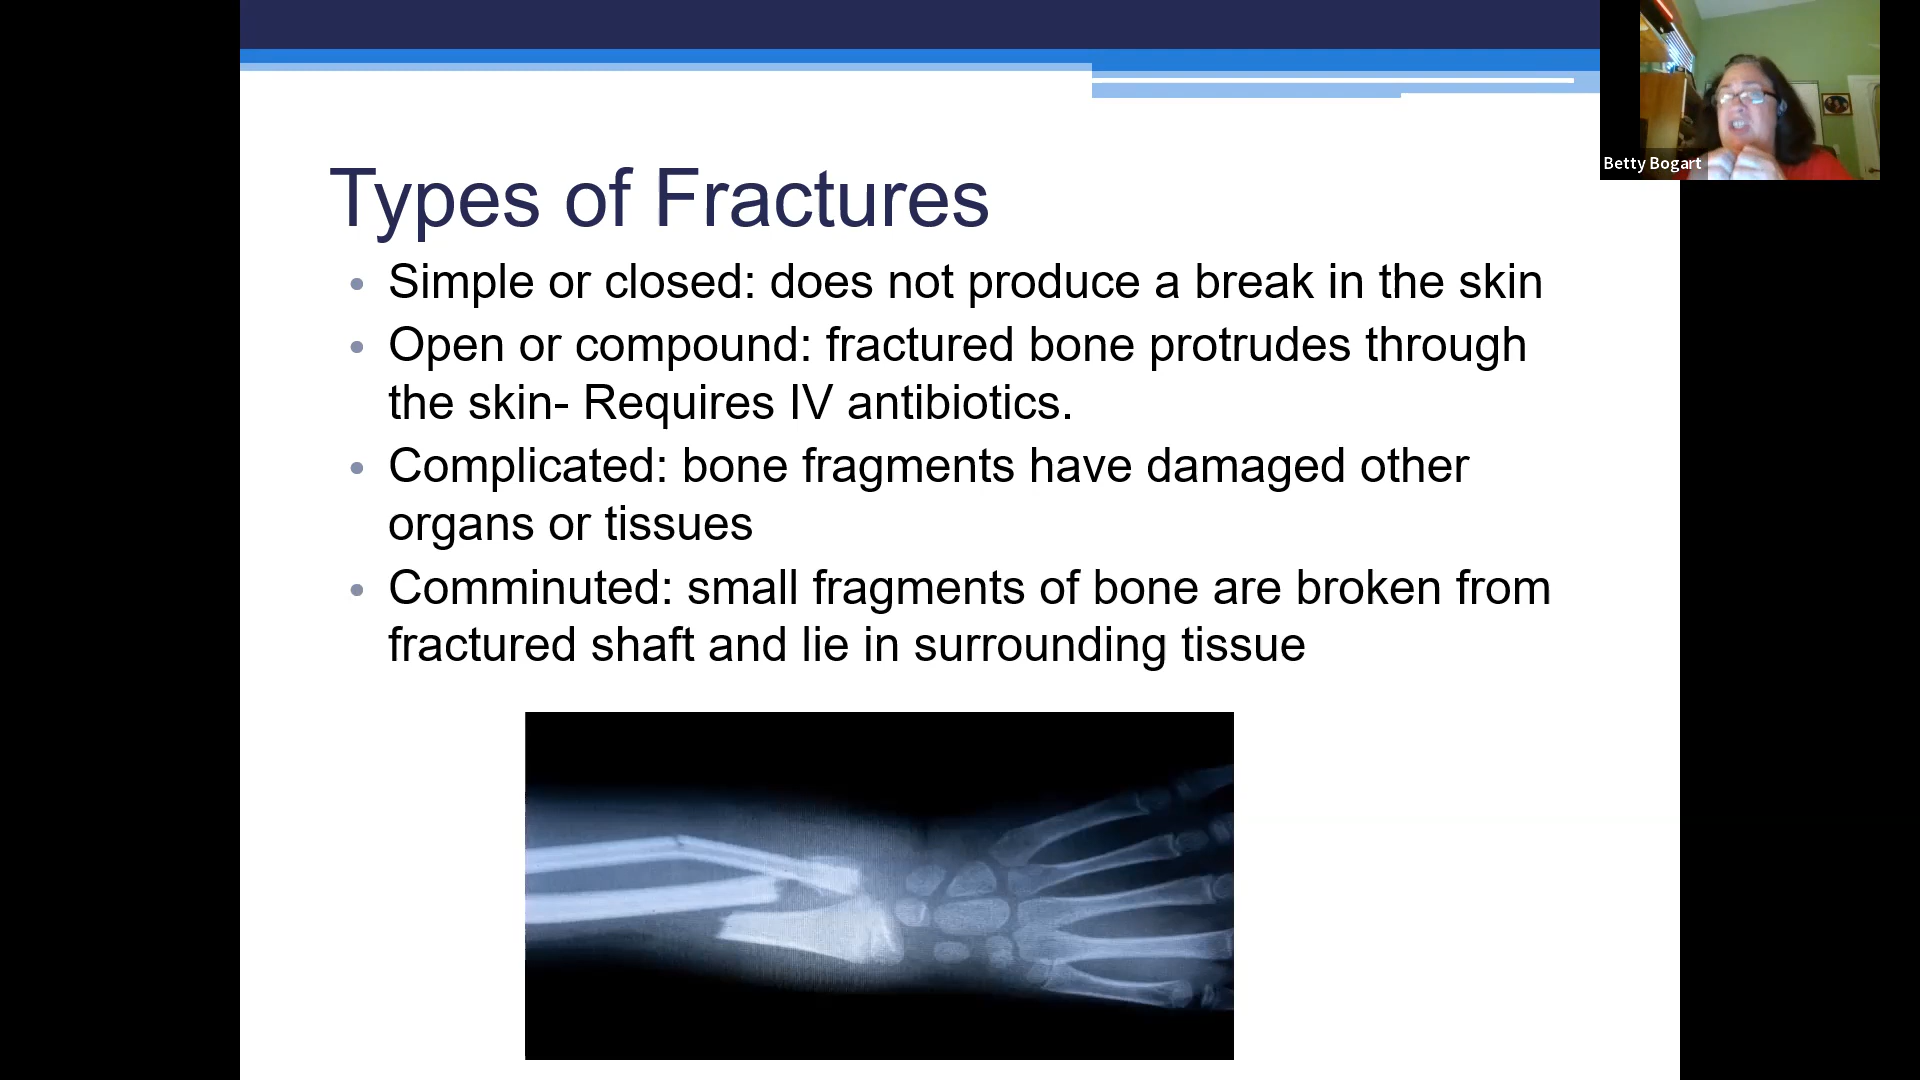 Betty Bogart
Types of Fractures
• Simple or closed: does not produce a break in the skin
• Open or compound: fractured bone protrudes through
the skin- Requires IV antibiotics.
• Complicated: bone fragments have damaged other
organs or tissues
• Comminuted: small fragments of bone are broken from
fractured shaft and lie in surrounding tissue